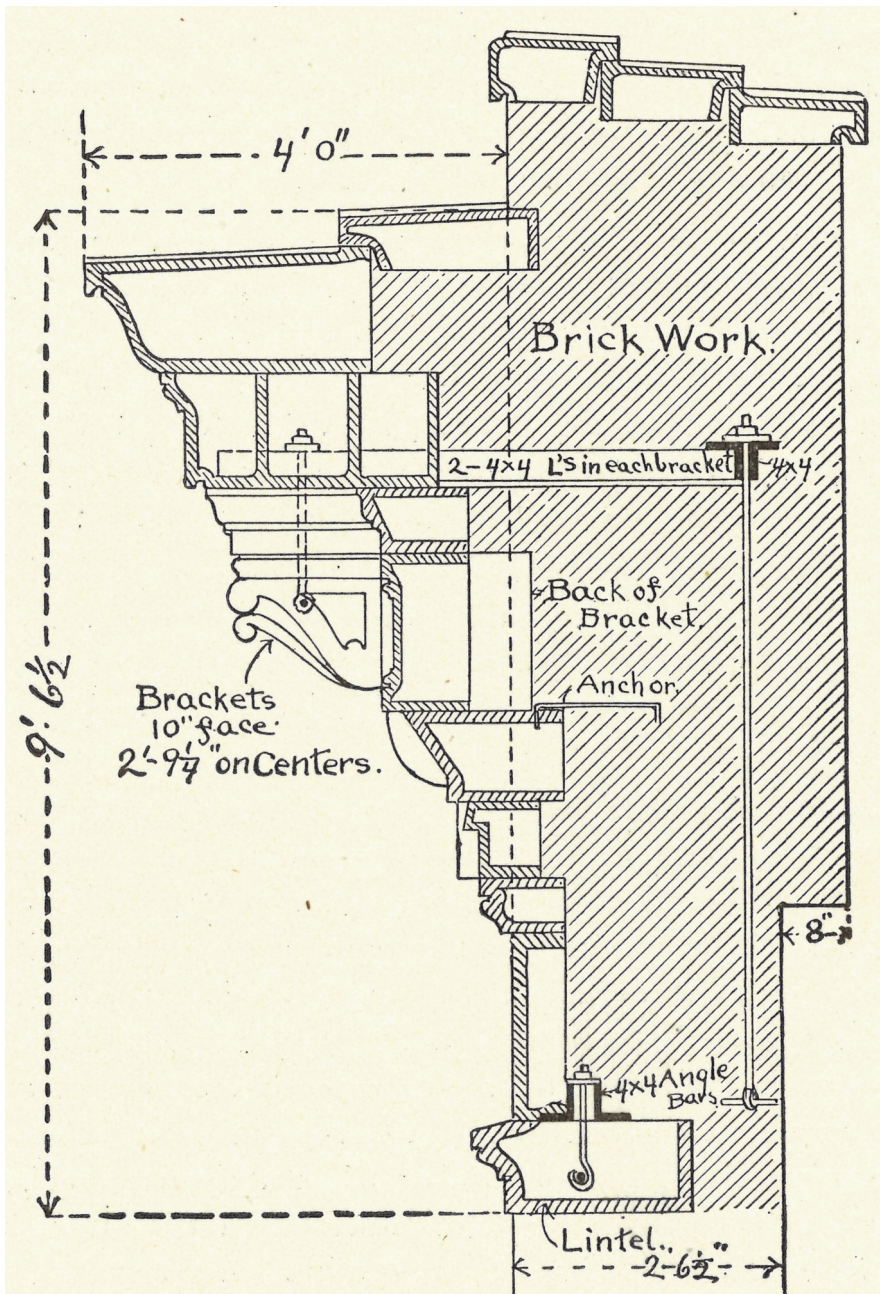 4' 0"
Brick Work.
2-4x4 L's in each bracket
4x4
Back of
Bracket.
Anchor.
Brackets
10" face.
2'-9¼" on Centers.
9' 6½
8"
4x4 Angle
Bars.
Lintel..
2-6½"